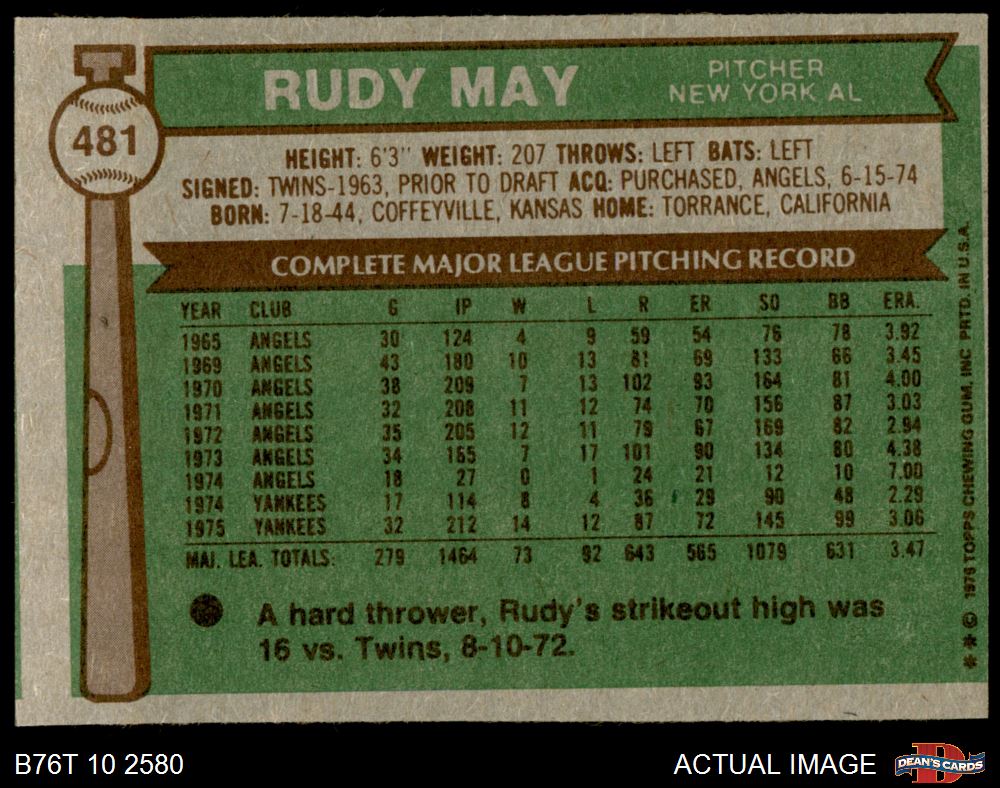 481
RUDY MAY
PITCHER
NEW YORK AL
HEIGHT: 6'3" WEIGHT: 207 THROWS: LEFT BATS: LEFT
SIGNED: TWINS-1963, PRIOR TO DRAFT ACQ: PURCHASED, ANGELS, 6-15-74
BORN: 7-18-44, COFFEYVILLE, KANSAS HOME: TORRANCE, CALIFORNIA
COMPLETE MAJOR LEAGUE PITCHING RECORD
YEAR CLUB G IP W L R ER SO BB ERA.
1965 ANGELS 30 124 4 9 59 54 76 78 3.92
1969 ANGELS 43 180 10 13 81 69 133 66 3.45
1970 ANGELS 38 209 7 13 102 93 164 81 4.00
1971 ANGELS 32 208 11 12 74 70 156 87 3.03
1972 ANGELS 35 205 12 11 79 67 169 82 2.94
1973 ANGELS 34 185 7 17 101 90 134 80 4.38
1974 ANGELS 18 27 0 1 24 21 12 10 7.00
1974 YANKEES 17 114 8 4 36 29 90 48 2.29
1975 YANKEES 32 212 14 12 87 72 145 99 3.06
MAJ. LEA. TOTALS: 279 1464 73 92 643 565 1079 631 3.47
A hard thrower, Rudy's strikeout high was
16 vs. Twins, 8-10-72.
* * © 1976 TOPPS CHEWING GUM, INC PRTD. IN U.S.A.
B76T 10 2580
ACTUAL IMAGE
DEAN'S CARDS